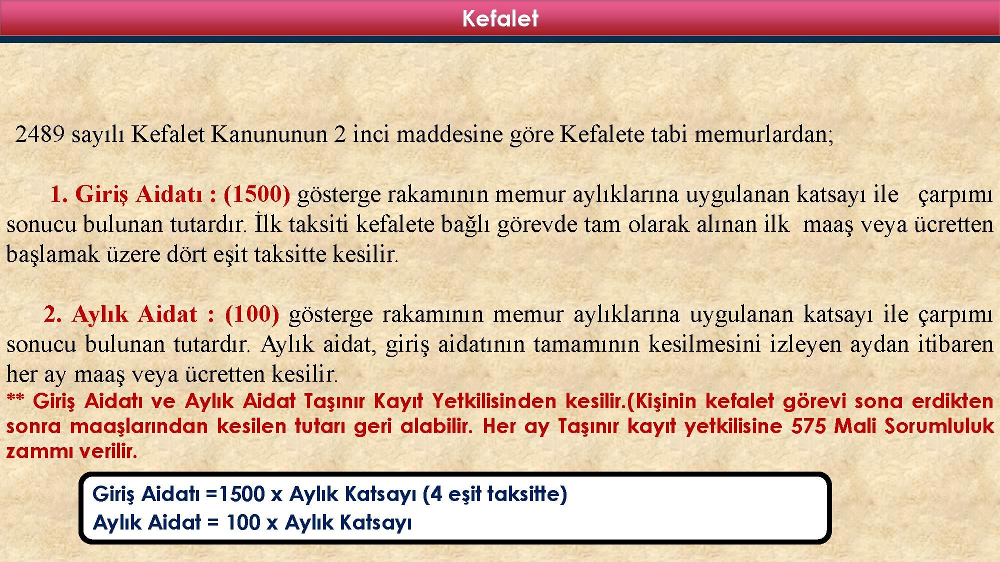 Kefalet
2489 sayılı Kefalet Kanununun 2 inci maddesine göre Kefalete tabi memurlardan;
1. Giriş Aidatı : (1500) gösterge rakamının memur aylıklarına uygulanan katsayı ile çarpımı
sonucu bulunan tutardır. İlk taksiti kefalete bağlı görevde tam olarak alınan ilk maaş veya ücretten
başlamak üzere dört eşit taksitte kesilir.
2. Aylık Aidat : (100) gösterge rakamının memur aylıklarına uygulanan katsayı ile çarpımı
sonucu bulunan tutardır. Aylık aidat, giriş aidatının tamamının kesilmesini izleyen aydan itibaren
her ay maaş veya ücretten kesilir.
** Giriş Aidatı ve Aylık Aidat Taşınır Kayıt Yetkilisinden kesilir.(Kişinin kefalet görevi sona erdikten
sonra maaşlarından kesilen tutarı geri alabilir. Her ay Taşınır kayıt yetkilisine 575 Mali Sorumluluk
zammı verilir.
Giriş Aidatı =1500 x Aylık Katsayı (4 eşit taksitte)
Aylık Aidat = 100 x Aylık Katsayı